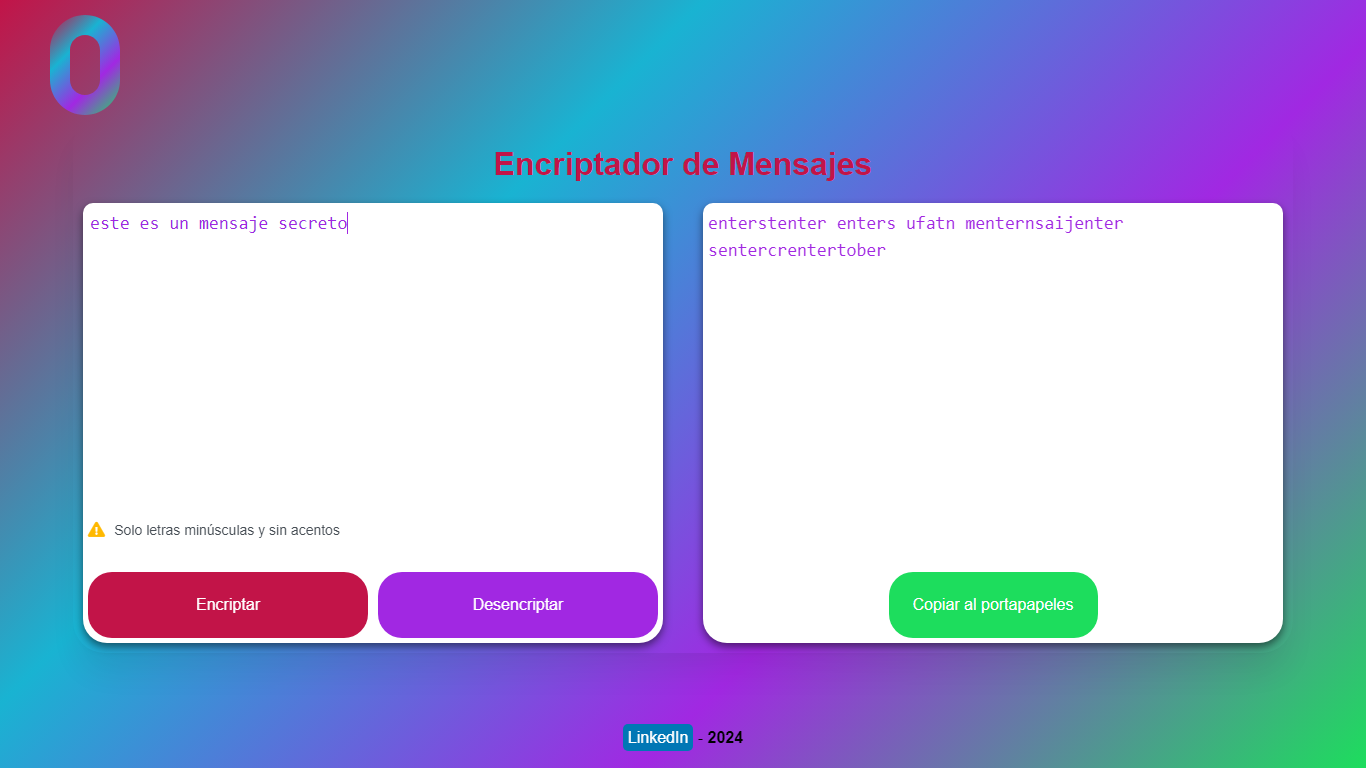 Encriptador de Mensajes
este es un mensaje secreto
enterstenter enters ufatn menternsaijenter
sentercrentertober
Solo letras minúsculas y sin acentos
Encriptar
Desencriptar
Copiar al portapapeles
LinkedIn - 2024